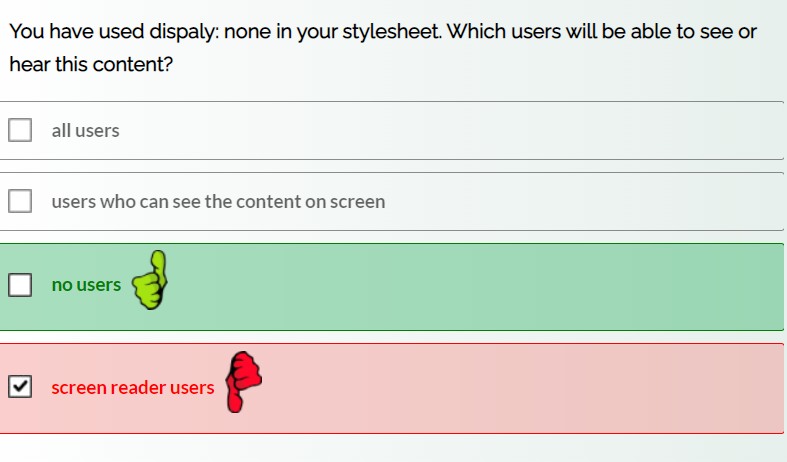 You have used dispaly: none in your stylesheet. Which users will be able to see or
hear this content?
all users
users who can see the content on screen
no users
screen reader users